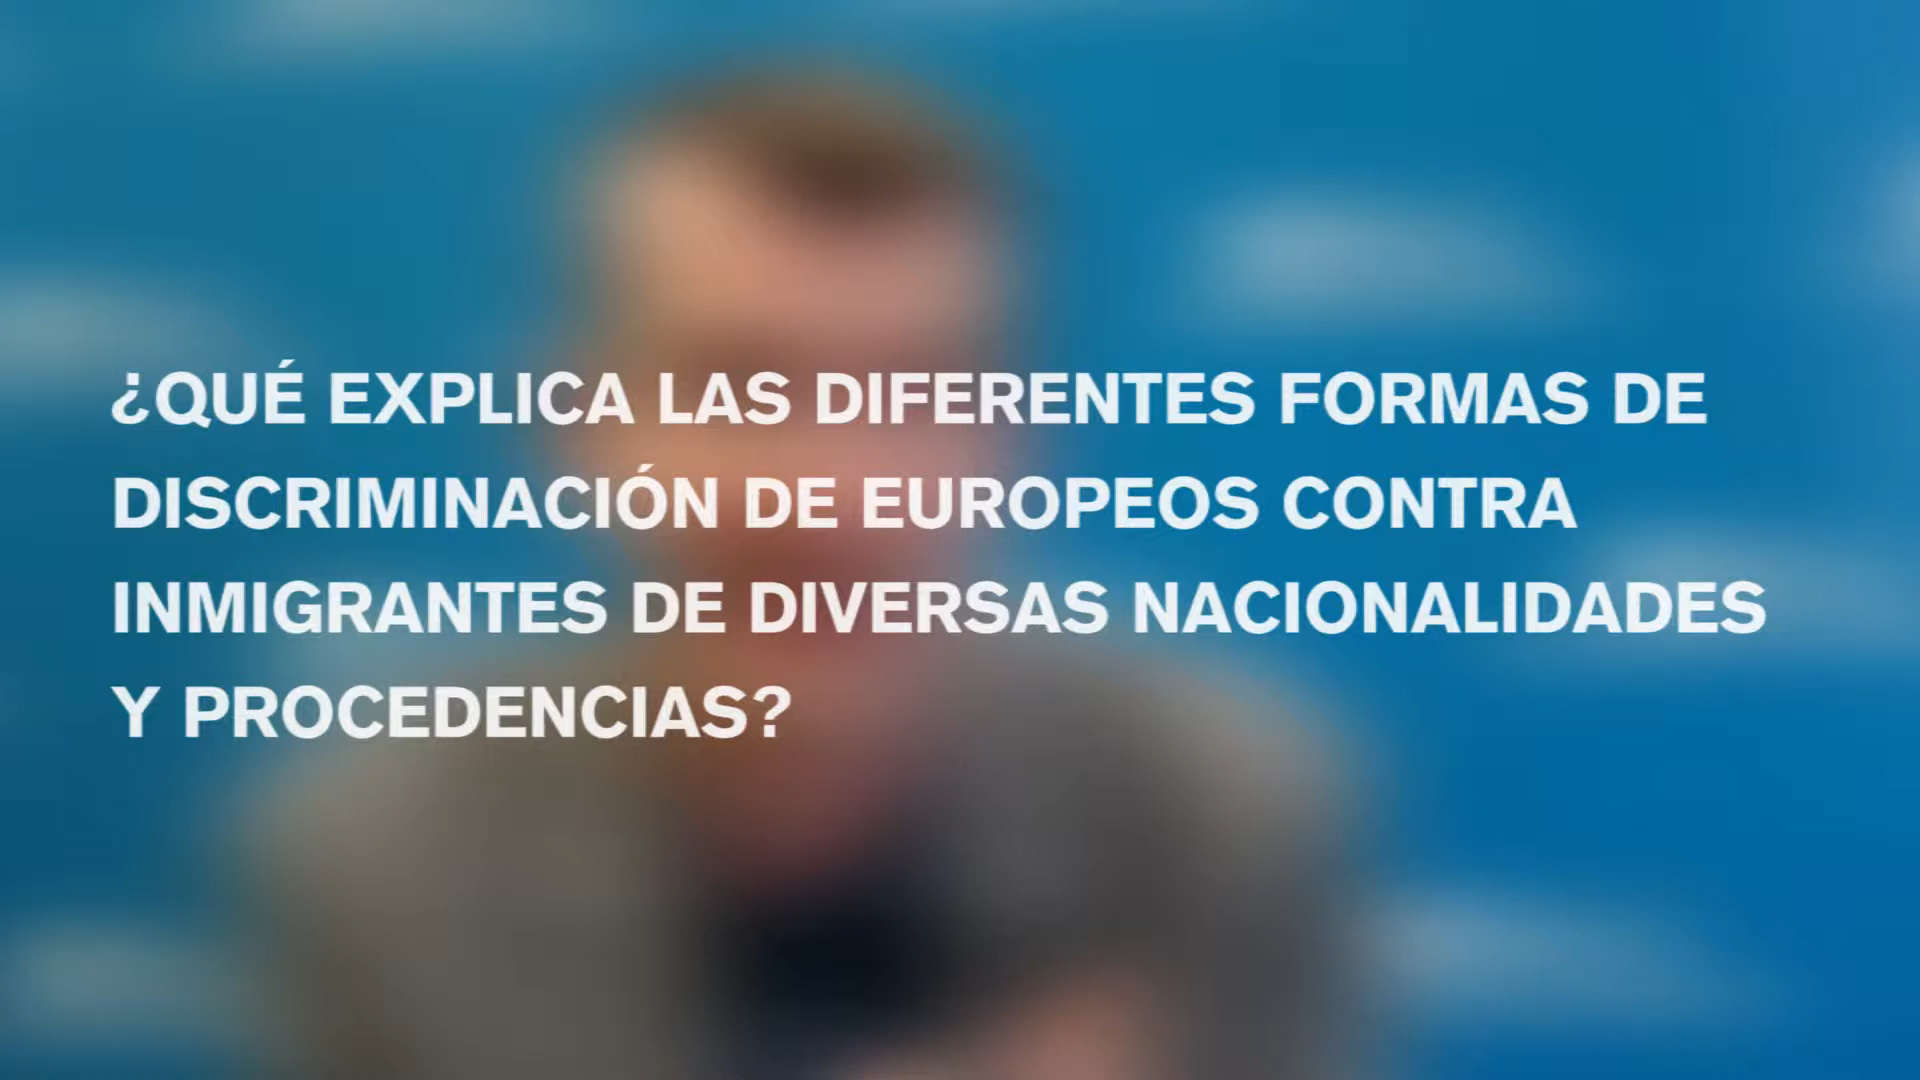 ¿QUÉ EXPLICA LAS DIFERENTES FORMAS DE
DISCRIMINACIÓN DE EUROPEOS CONTRA
INMIGRANTES DE DIVERSAS NACIONALIDADES
Y PROCEDENCIAS?